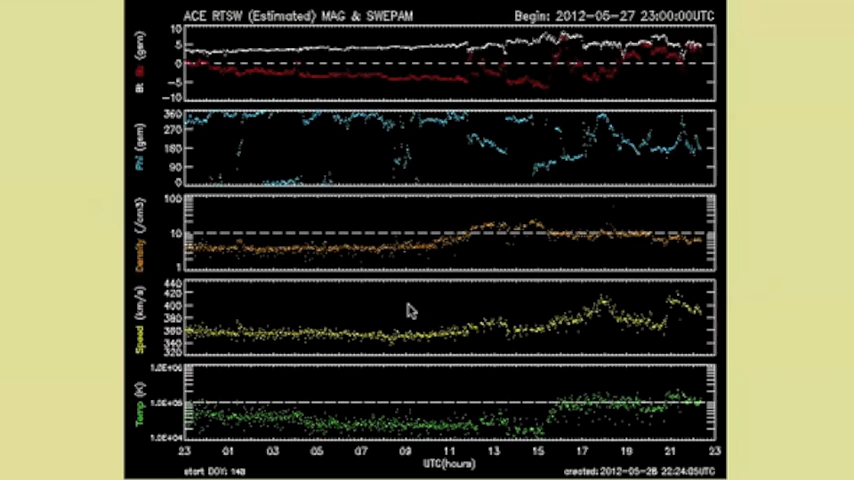 ACE RTSW (Estimated) MAG & SWEPAM Begin: 2012-05-27 23:00:00UTC
Bt Bz (gsm)
10
5
0
-5
-10
Phi (gsm)
360
270
180
90
0
Density (/cm3)
100
10
1
Speed (km/s)
440
420
400
380
360
340
320
Temp (K)
1.0E+06
1.0E+05
1.0E+04
23 01 03 05 07 09 11 13 15 17 19 21 23
UTC(hours)
start DOY: 148 created: 2012-05-28 22:24:05UTC